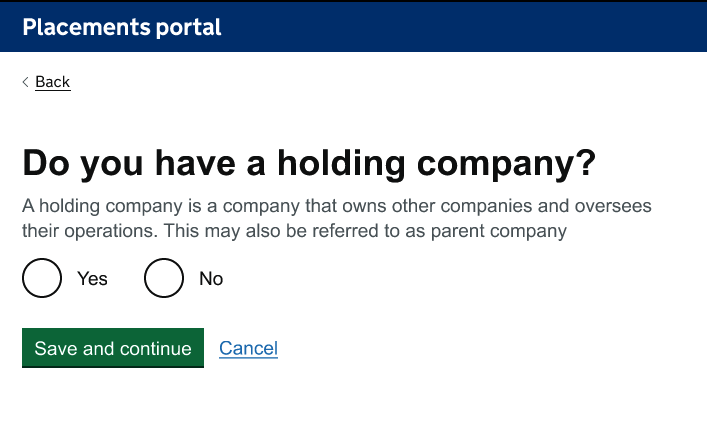 Placements portal
Back
Do you have a holding company?
A holding company is a company that owns other companies and oversees
their operations. This may also be referred to as parent company
Yes No
Save and continue Cancel